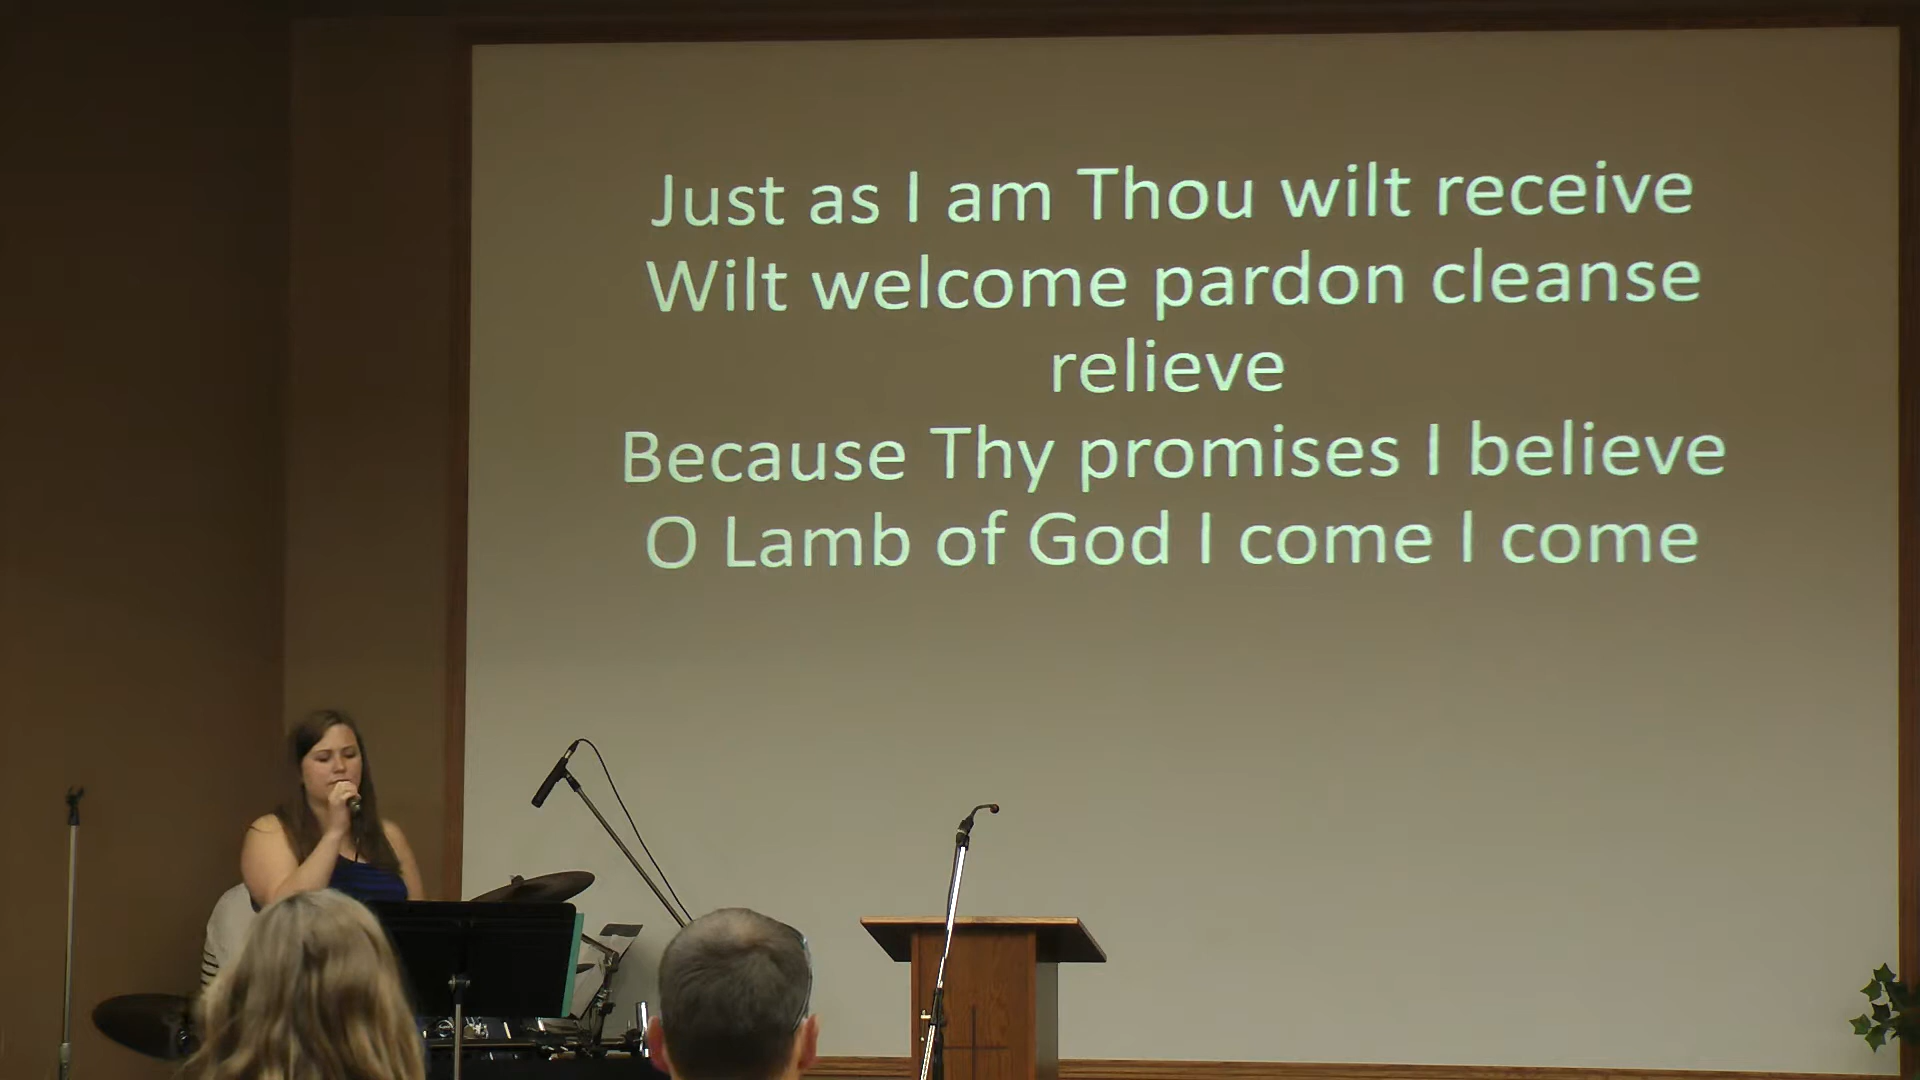 Just as I am Thou wilt receive
Wilt welcome pardon cleanse
relieve
Because Thy promises I believe
O Lamb of God I come I come